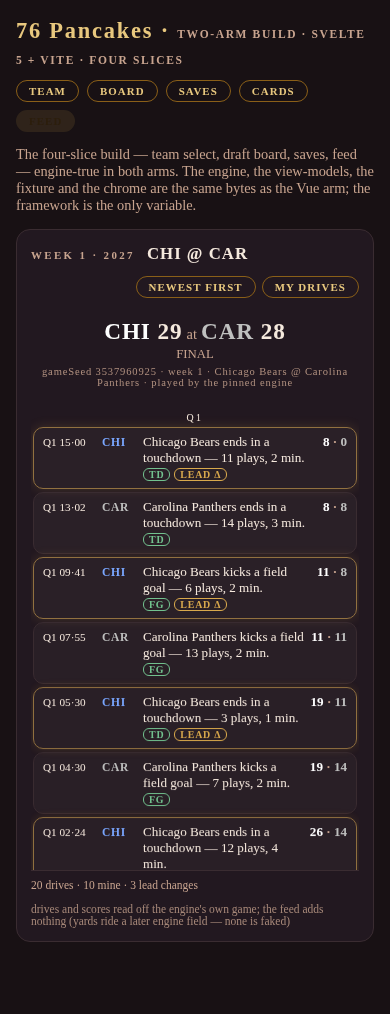 76 Pancakes · TWO-ARM BUILD · SVELTE
5 + VITE · FOUR SLICES
TEAM BOARD SAVES CARDS
FEED
The four-slice build — team select, draft board, saves, feed
— engine-true in both arms. The engine, the view-models, the
fixture and the chrome are the same bytes as the Vue arm; the
framework is the only variable.
WEEK 1 · 2027 CHI @ CAR
NEWEST FIRST MY DRIVES
CHI 29 at CAR 28
FINAL
gameSeed 3537960925 · week 1 · Chicago Bears @ Carolina
Panthers · played by the pinned engine
Q1
Q1 15·00 CHI Chicago Bears ends in a 8 · 0
touchdown — 11 plays, 2 min.
TD LEAD Δ
Q1 13·02 CAR Carolina Panthers ends in a 8 · 8
touchdown — 14 plays, 3 min.
TD
Q1 09·41 CHI Chicago Bears kicks a field 11 · 8
goal — 6 plays, 2 min.
FG LEAD Δ
Q1 07·55 CAR Carolina Panthers kicks a field 11 · 11
goal — 13 plays, 2 min.
FG
Q1 05·30 CHI Chicago Bears ends in a 19 · 11
touchdown — 3 plays, 1 min.
TD LEAD Δ
Q1 04·30 CAR Carolina Panthers kicks a 19 · 14
field goal — 7 plays, 2 min.
FG
Q1 02·24 CHI Chicago Bears ends in a 26 · 14
touchdown — 12 plays, 4
min.
20 drives · 10 mine · 3 lead changes
drives and scores read off the engine's own game; the feed adds
nothing (yards ride a later engine field — none is faked)